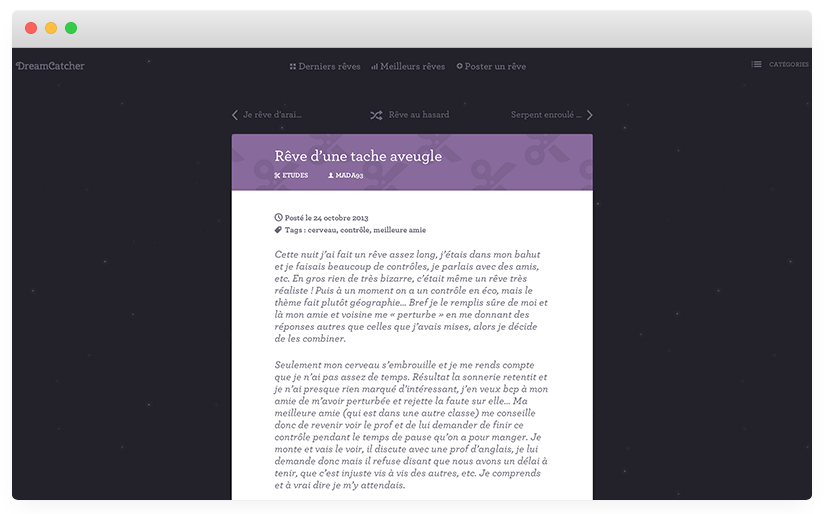 DreamCatcher
Derniers rêves Meilleurs rêves Poster un rêve
CATÉGORIES
Je rêve d'arai...
Rêve au hasard
Serpent enroulé ...
Rêve d'une tache aveugle
ETUDES MADA93
Posté le 24 octobre 2013
Tags : cerveau, contrôle, meilleure amie
Cette nuit j'ai fait un rêve assez long, j'étais dans mon bahut
et je faisais beaucoup de contrôles, je parlais avec des amis,
etc. En gros rien de très bizarre, c'était même un rêve très
réaliste ! Puis à un moment on a un contrôle en éco, mais le
thème fait plutôt géographie... Bref je le remplis sûre de moi et
là mon amie et voisine me « perturbe » en me donnant des
réponses autres que celles que j'avais mises, alors je décide
de les combiner.
Seulement mon cerveau s'embrouille et je me rends compte
que je n'ai pas assez de temps. Résultat la sonnerie retentit et
je n'ai presque rien marqué d'intéressant, j'en veux bcp à mon
amie de m'avoir perturbée et rejette la faute sur elle... Ma
meilleure amie (qui est dans une autre classe) me conseille
donc de revenir voir le prof et de lui demander de finir ce
contrôle pendant le temps de pause qu'on a pour manger. Je
monte et vais le voir, il discute avec une prof d'anglais, je lui
demande donc mais il refuse disant que nous avons un délai à
tenir, que c'est injuste vis à vis des autres, etc. Je comprends
et à vrai dire je m'y attendais.